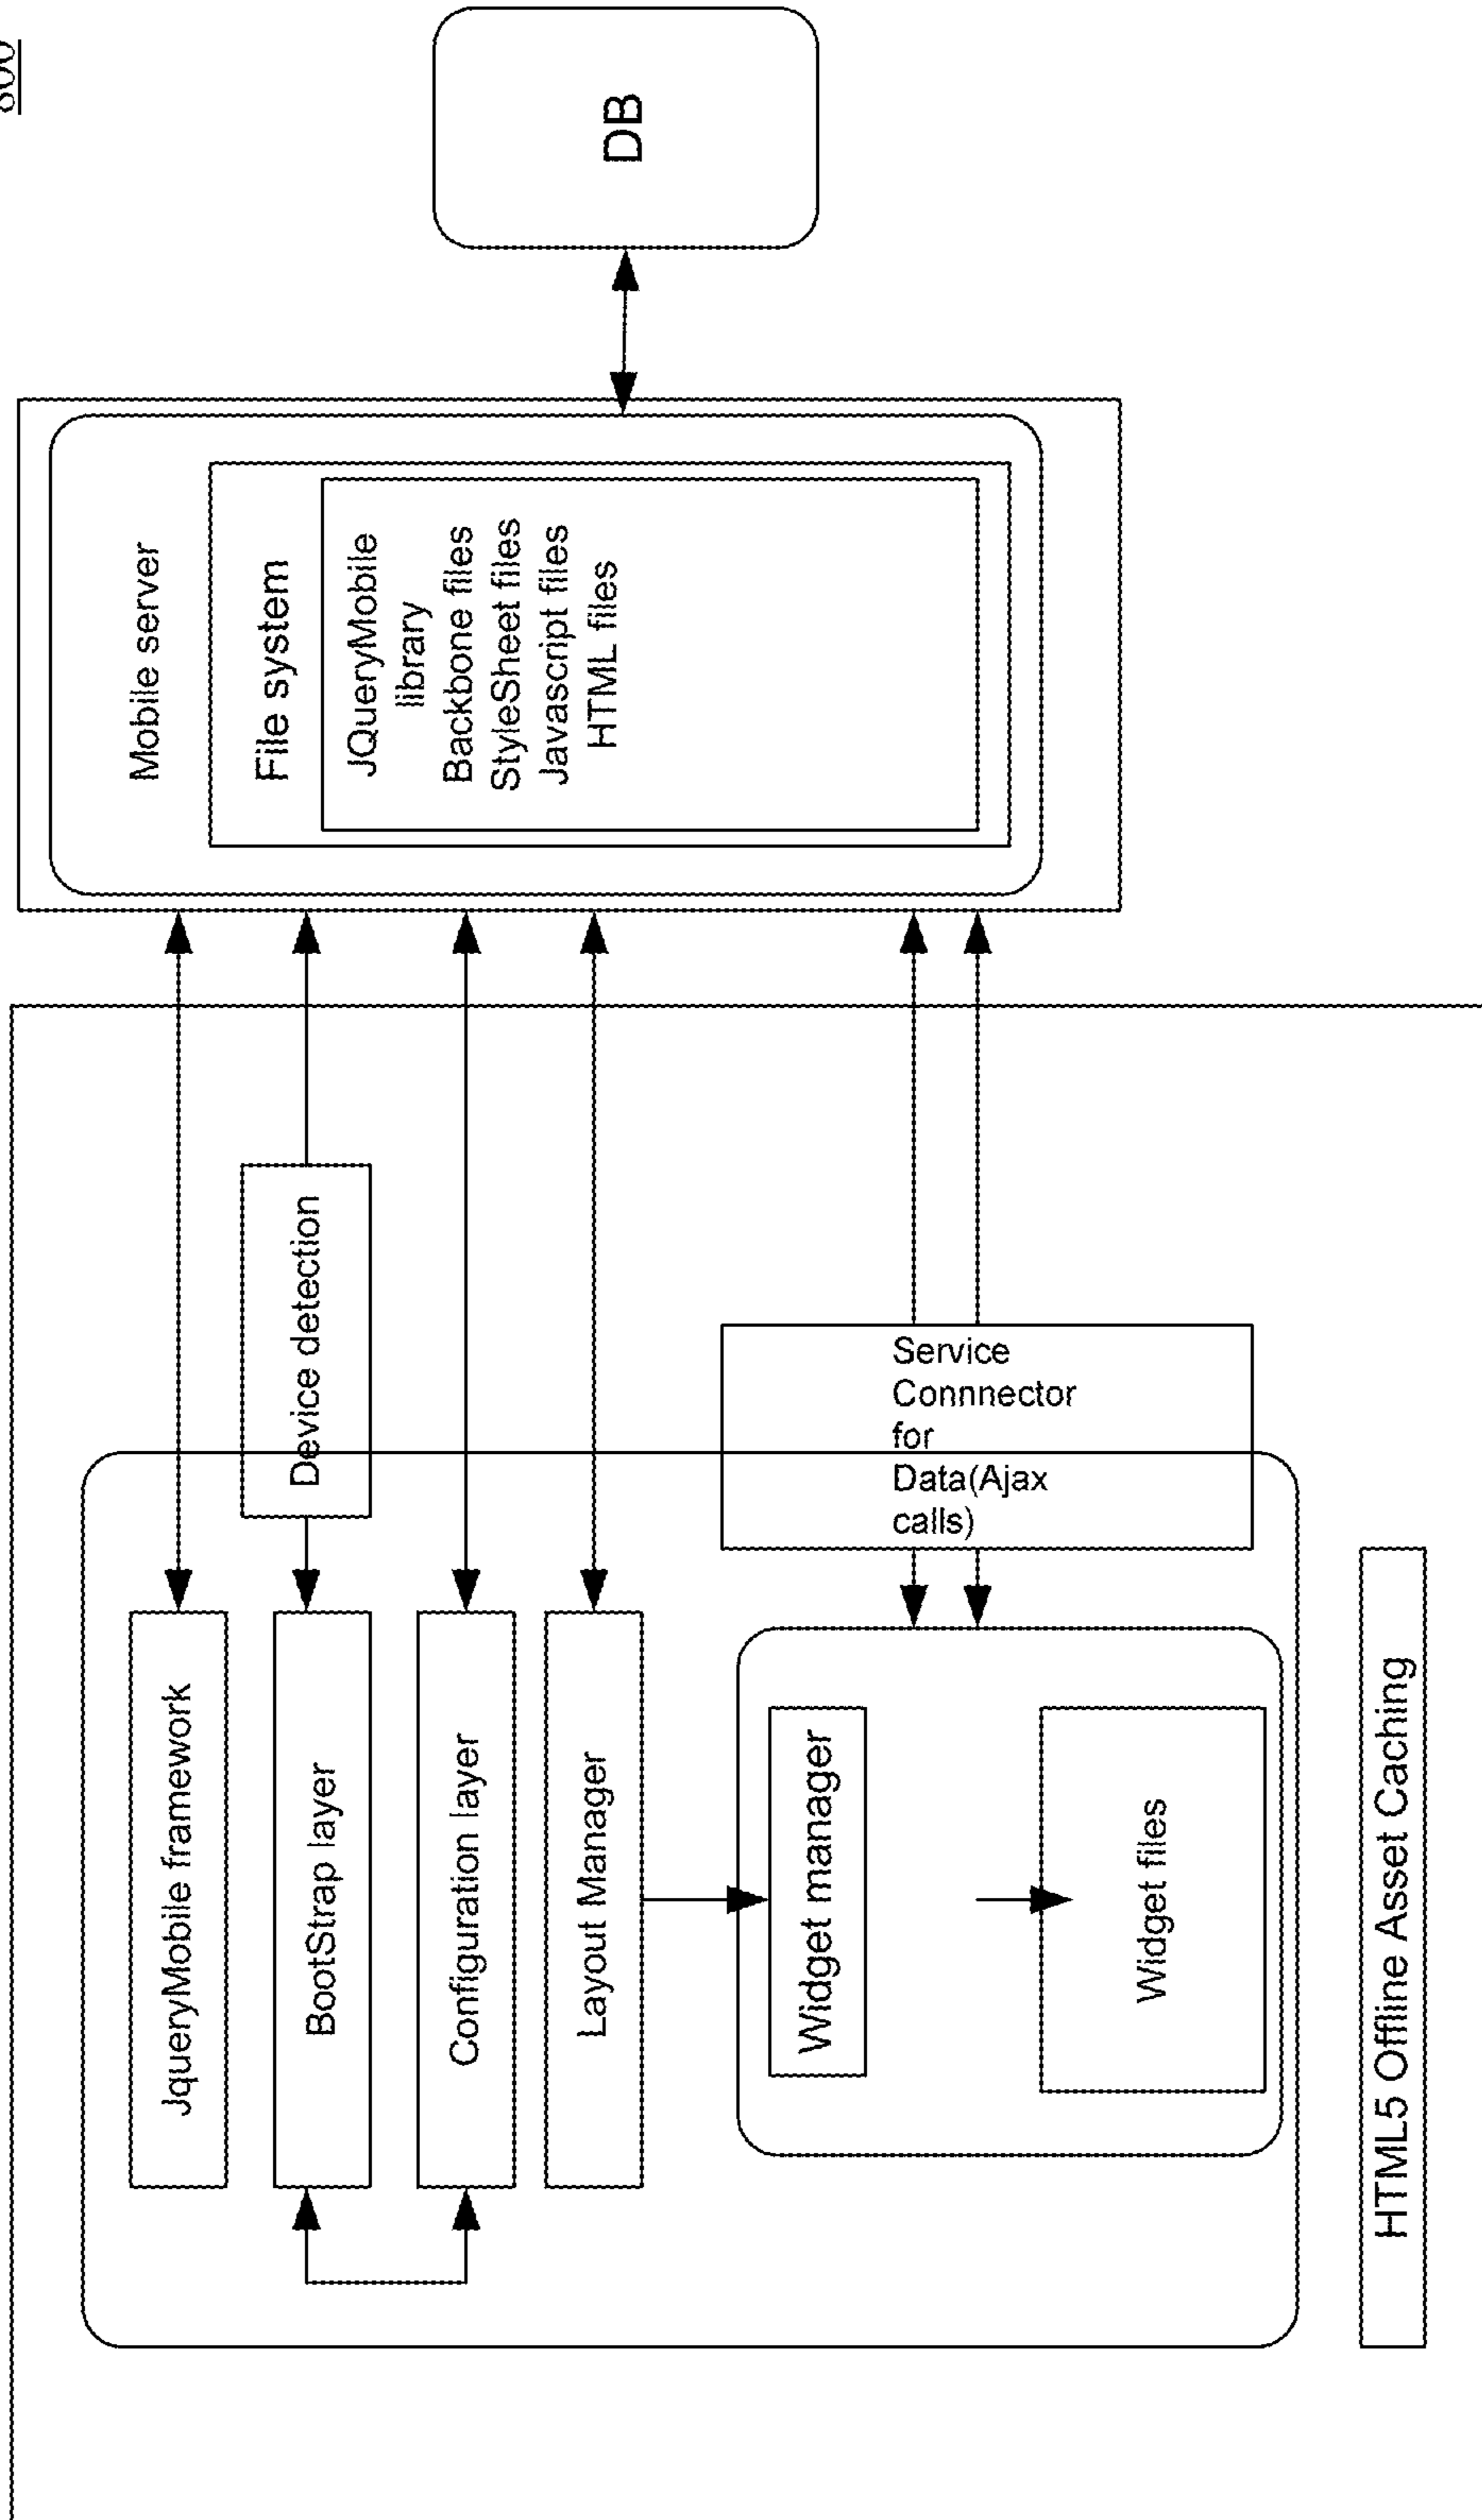 800
DB
Mobile server
File system
JQueryMobile
library
Backbone files
StyleSheet files
Javascript files
HTML files
Device detection
Service
Connnector
for
Data(Ajax
calls)
JqueryMobile framework
BootStrap layer
Configuration layer
Layout Manager
Widget manager
Widget files
HTML5 Offline Asset Caching